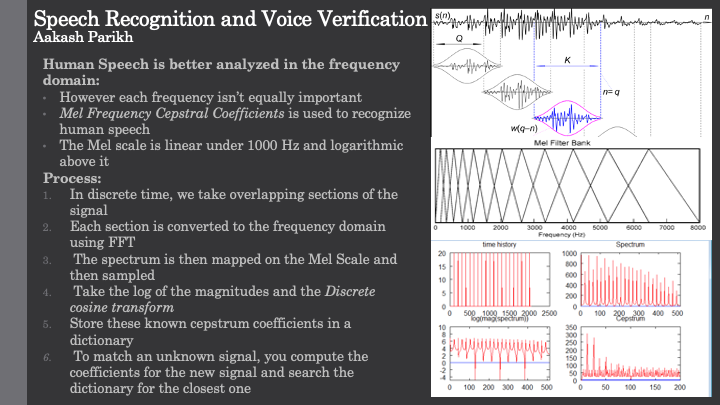 Speech Recognition and Voice Verification
Aakash Parikh
Human Speech is better analyzed in the frequency
domain:
• However each frequency isn't equally important
• Mel Frequency Cepstral Coefficients is used to recognize
human speech
• The Mel scale is linear under 1000 Hz and logarithmic
above it
Process:
1. In discrete time, we take overlapping sections of the
signal
2. Each section is converted to the frequency domain
using FFT
3. The spectrum is then mapped on the Mel Scale and
then sampled
4. Take the log of the magnitudes and the Discrete
cosine transform
5. Store these known cepstrum coefficients in a
dictionary
6. To match an unknown signal, you compute the
coefficients for the new signal and search the
dictionary for the closest one
s(n)
n
Q
K
n=q
w(q-n)
Mel Filter Bank
0 1000 2000 3000 4000 5000 6000 7000 8000
Frequency (Hz)
time history
20
15
10
5
0
0 500 1000 1500 2000 2500
Spectrum
1000
800
600
400
200
0
0 100 200 300 400 500
log(mag(spectrum))
10
8
6
4
2
0
-2
-4
0 100 200 300 400 500
Cepstrum
350
300
250
200
150
100
50
0
0 50 100 150 200